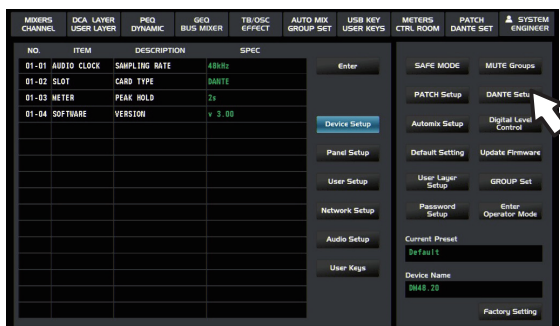 MIXERS DCA LAYER PEQ GEQ TB/OSC AUTO MIX USB KEY METERS PATCH SYSTEM
CHANNEL USER LAYER DYNAMIC BUS MIXER EFFECT GROUP SET USER KEYS CTRL ROOM DANTE SET ENGINEER
NO. ITEM DESCRIPTION SPEC
01-01 AUDIO CLOCK SAMPLING RATE 48kHz
01-02 SLOT CARD TYPE DANTE
01-03 METER PEAK HOLD 2s
01-04 SOFTWARE VERSION v 3.00
Enter
Device Setup
Panel Setup
User Setup
Network Setup
Audio Setup
User Keys
SAFE MODE MUTE Groups
PATCH Setup DANTE Setup
Automix Setup Digital Level
Control
Default Setting Update Firmware
User Layer
Setup
GROUP Set
Password
Setup
Enter
Operator Mode
Current Preset
Default
Device Name
DM48.20
Factory Setting